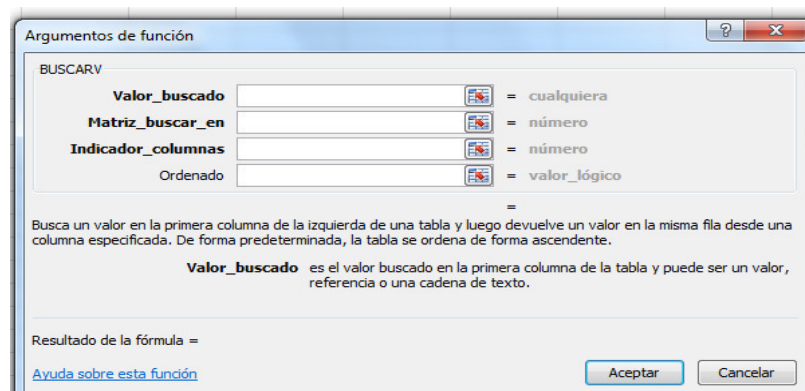 Argumentos de función
BUSCARV
Valor_buscado = cualquiera
Matriz_buscar_en = número
Indicador_columnas = número
Ordenado = valor_lógico
=
Busca un valor en la primera columna de la izquierda de una tabla y luego devuelve un valor en la misma fila desde una
columna especificada. De forma predeterminada, la tabla se ordena de forma ascendente.
Valor_buscado es el valor buscado en la primera columna de la tabla y puede ser un valor,
referencia o una cadena de texto.
Resultado de la fórmula =
Ayuda sobre esta función Aceptar Cancelar